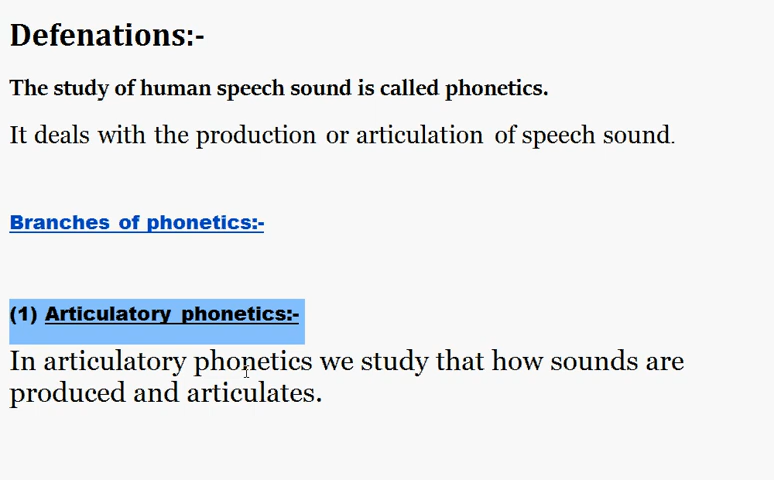 Defenations:-
The study of human speech sound is called phonetics.
It deals with the production or articulation of speech sound.
Branches of phonetics:-
(1) Articulatory phonetics:-
In articulatory phonetics we study that how sounds are
produced and articulates.